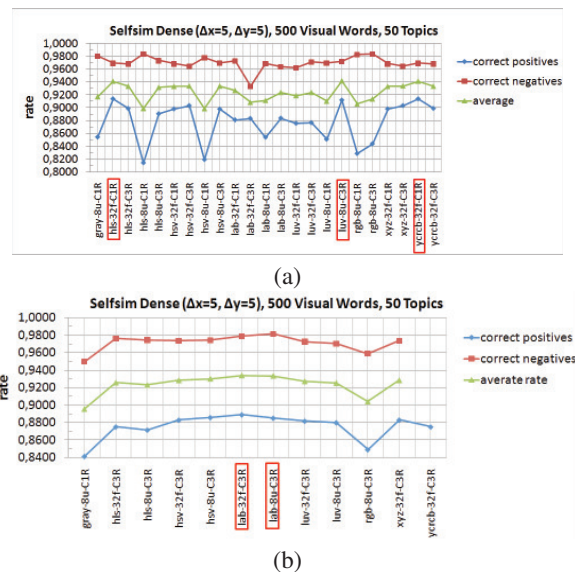 Selfsim Dense (Δx=5, Δy=5), 500 Visual Words, 50 Topics
rate
1,0000
0,9800
0,9600
0,9400
0,9200
0,9000
0,8800
0,8600
0,8400
0,8200
0,8000
gray-8u-C1R
hls-32f-C1R
hls-32f-C3R
hls-8u-C1R
hls-8u-C3R
hsv-32f-C1R
hsv-32f-C3R
hsv-8u-C1R
hsv-8u-C3R
lab-32f-C1R
lab-32f-C3R
lab-8u-C1R
lab-8u-C3R
luv-32f-C1R
luv-32f-C3R
luv-8u-C1R
luv-8u-C3R
rgb-8u-C1R
rgb-8u-C3R
xyz-32f-C1R
xyz-32f-C3R
ycrcb-32f-C1R
ycrcb-32f-C3R
correct positives
correct negatives
average
(a)
Selfsim Dense (Δx=5, Δy=5), 500 Visual Words, 50 Topics
rate
1,0000
0,9800
0,9600
0,9400
0,9200
0,9000
0,8800
0,8600
0,8400
gray-8u-C1R
hls-32f-C3R
hls-8u-C3R
hsv-32f-C3R
hsv-8u-C3R
lab-32f-C3R
lab-8u-C3R
luv-32f-C3R
luv-8u-C3R
rgb-8u-C3R
xyz-32f-C3R
ycrcb-32f-C3R
correct positives
correct negatives
averate rate
(b)